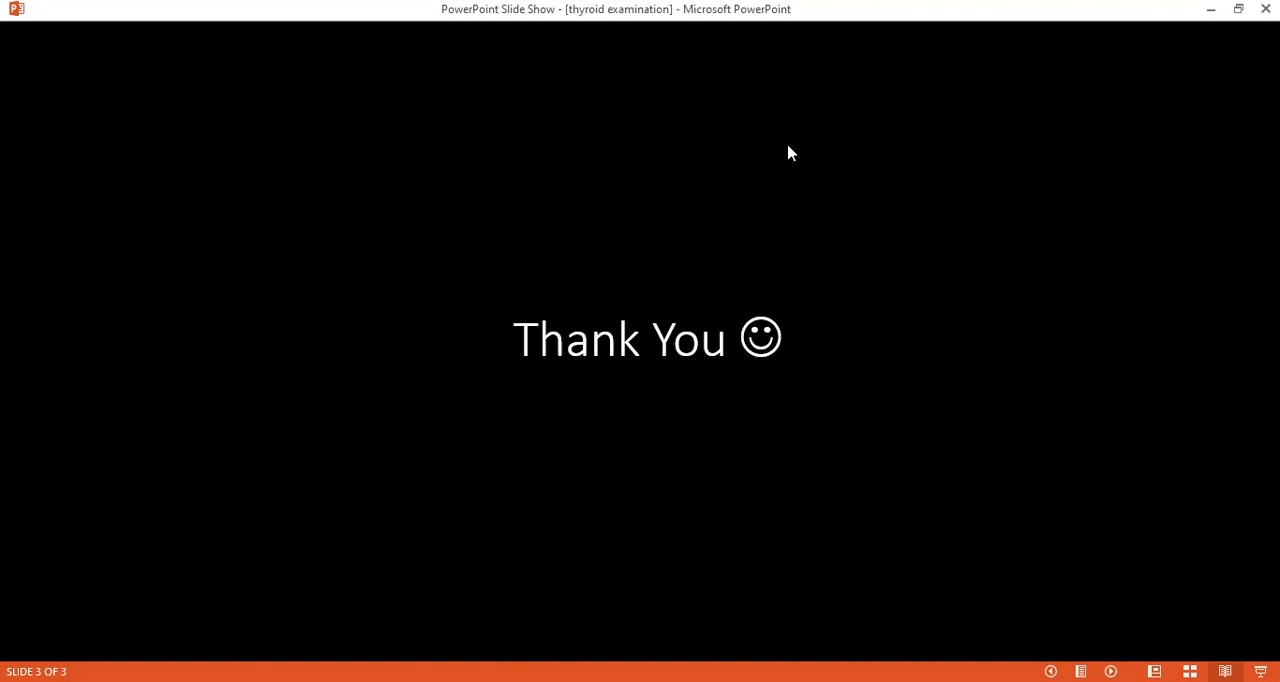 PowerPoint Slide Show - [thyroid examination] - Microsoft PowerPoint
Thank You ☺
SLIDE 3 OF 3